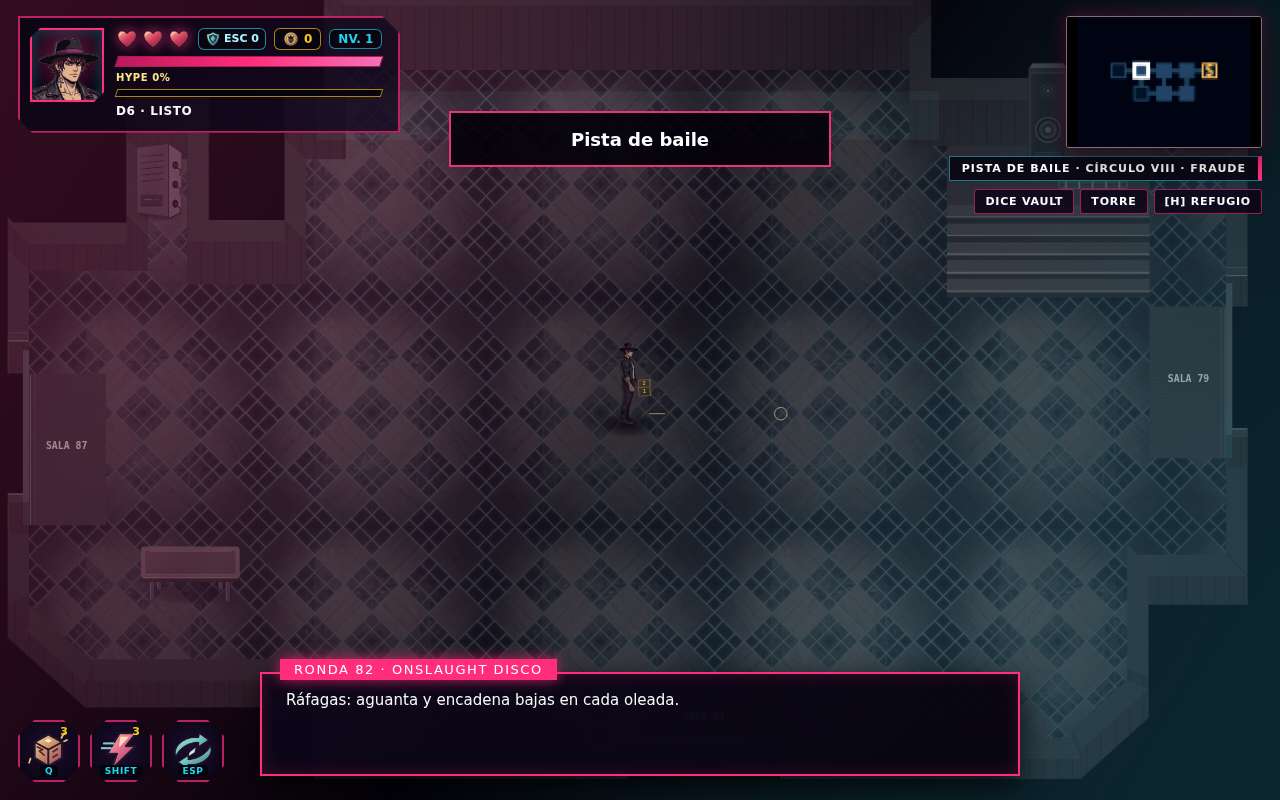 ESC 0
0
NV. 1
HYPE 0%
D6 · LISTO
Pista de baile
$
PISTA DE BAILE · CÍRCULO VIII · FRAUDE
DICE VAULT
TORRE
[H] REFUGIO
SALA 79
SALA 87
RONDA 82 · ONSLAUGHT DISCO
Ráfagas: aguanta y encadena bajas en cada oleada.
3
Q
3
SHIFT
ESP